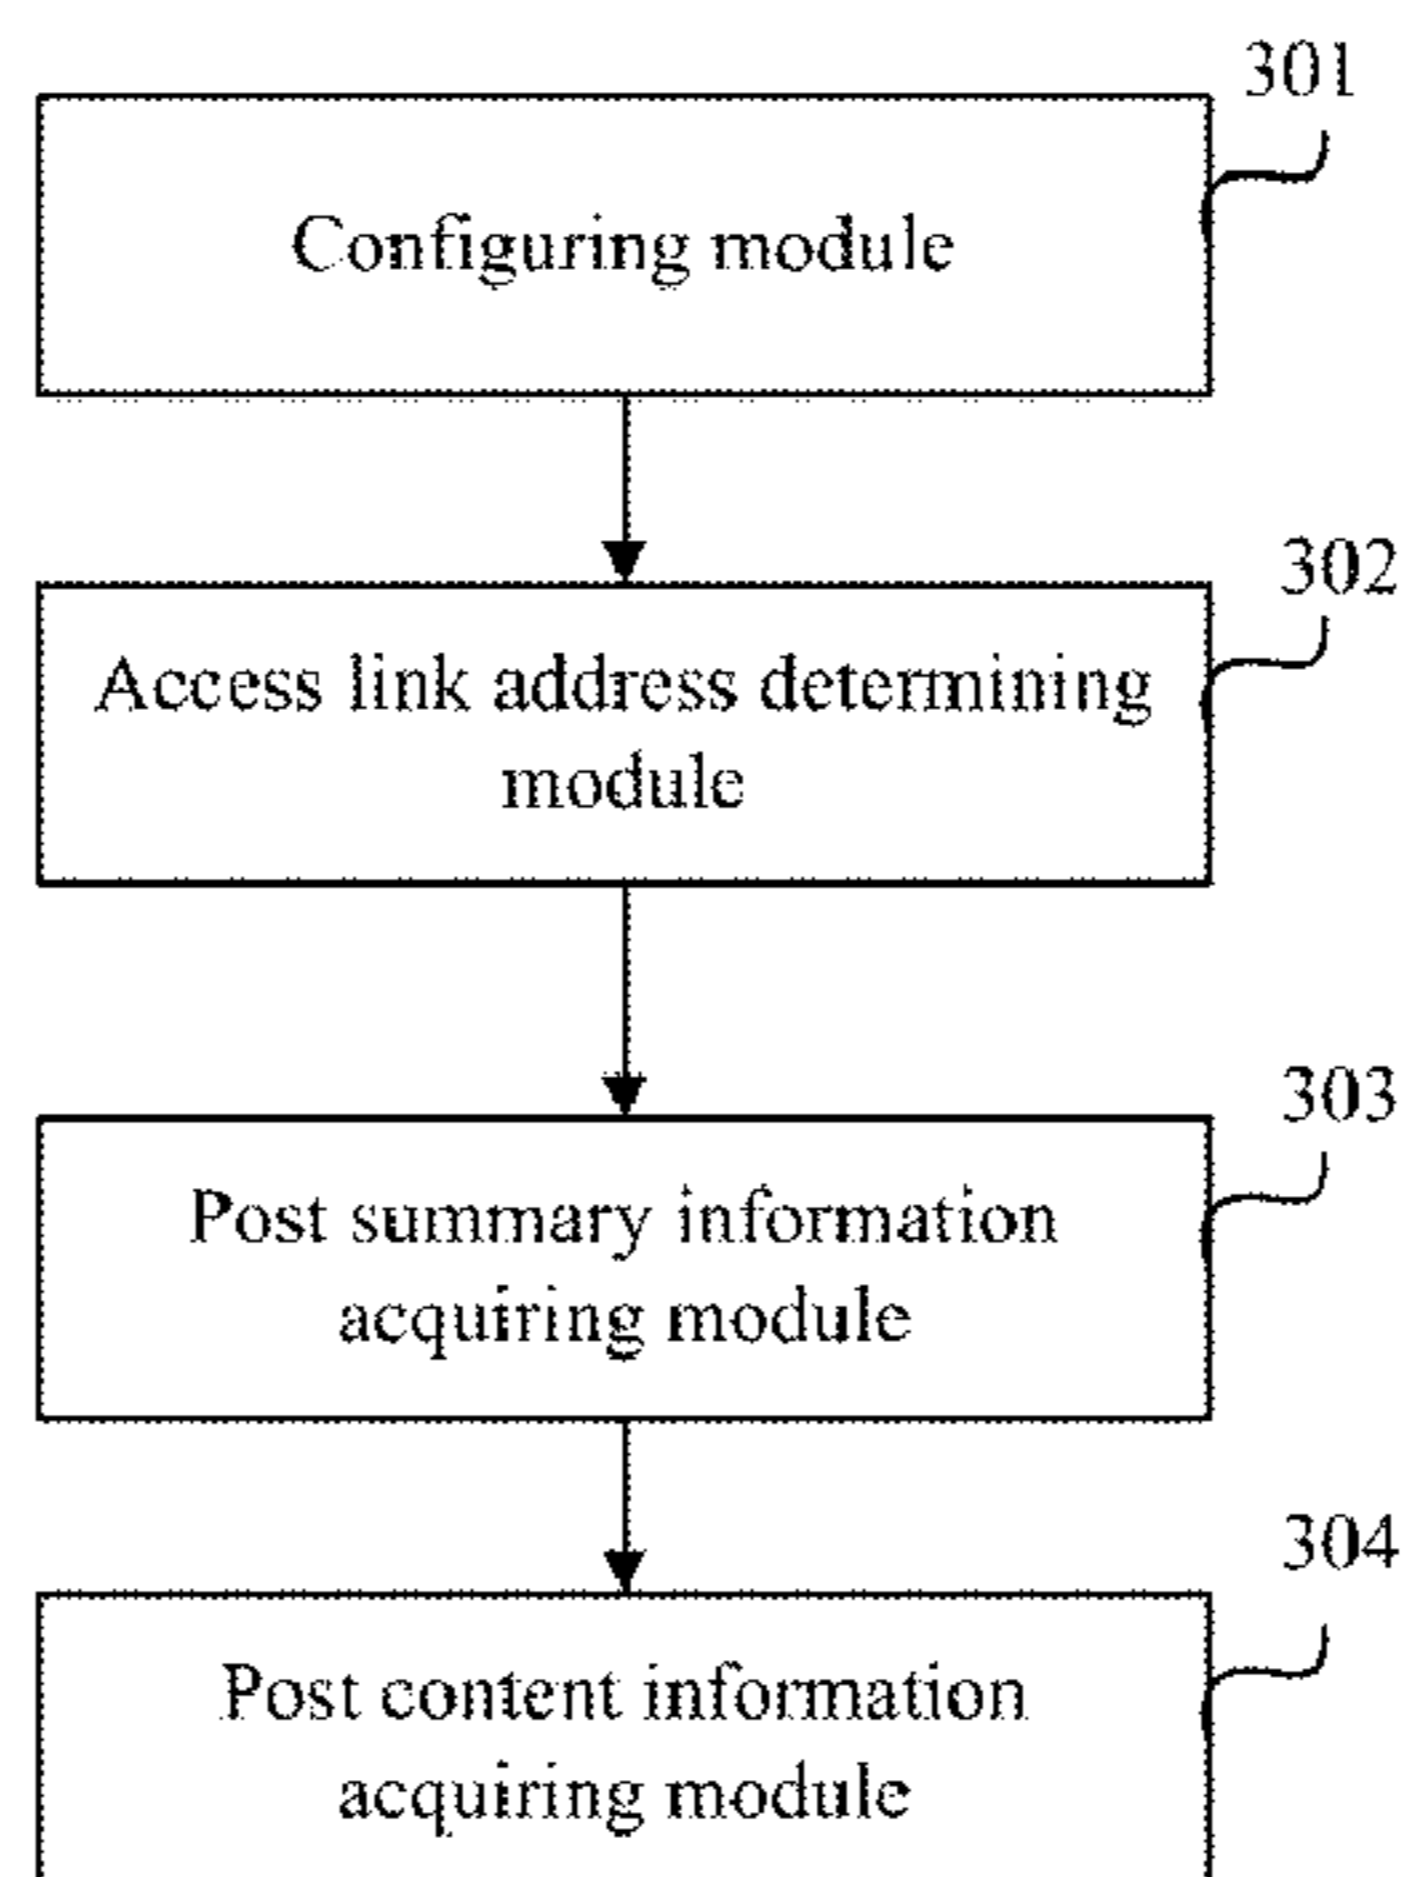 301
Configuring module
302
Access link address determining
module
303
Post summary information
acquiring module
304
Post content information
acquiring module